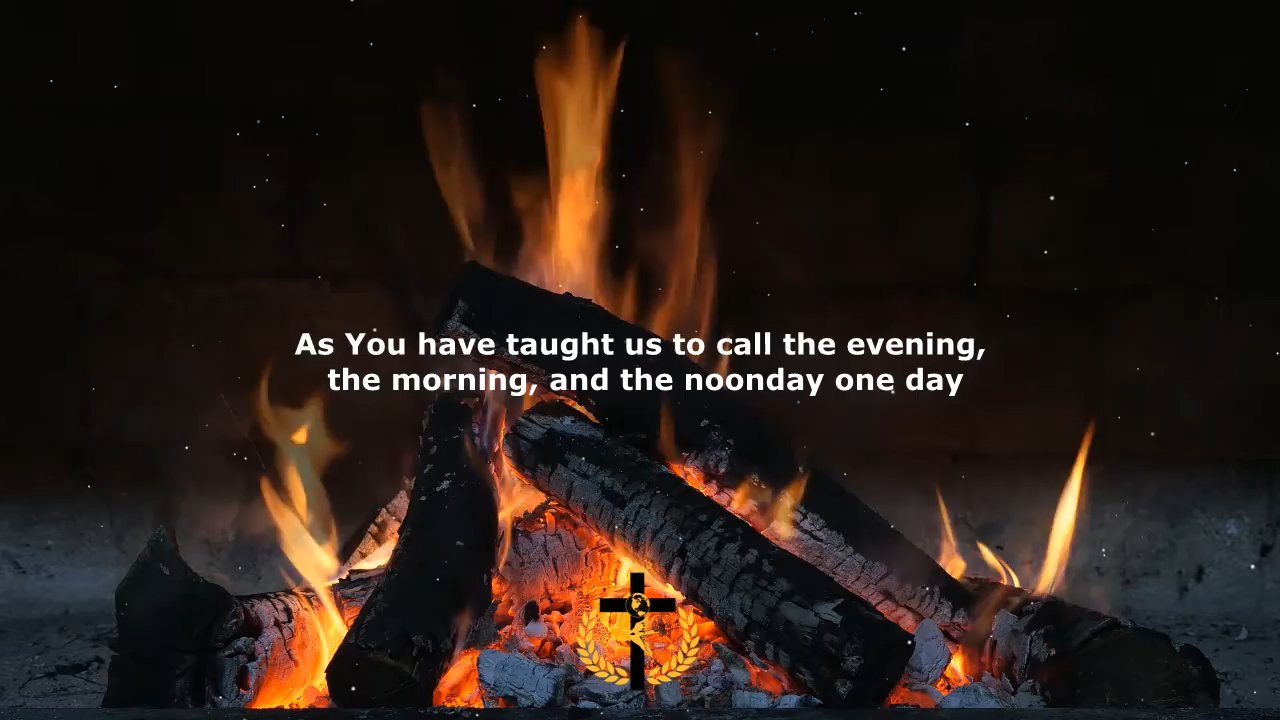 As You have taught us to call the evening,
the morning, and the noonday one day